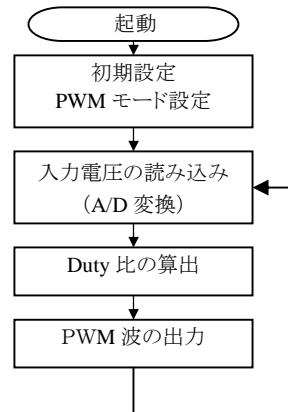 起動
初期設定
PWM モード設定
入力電圧の読み込み
（A/D 変換）
Duty 比の算出
PWM 波の出力